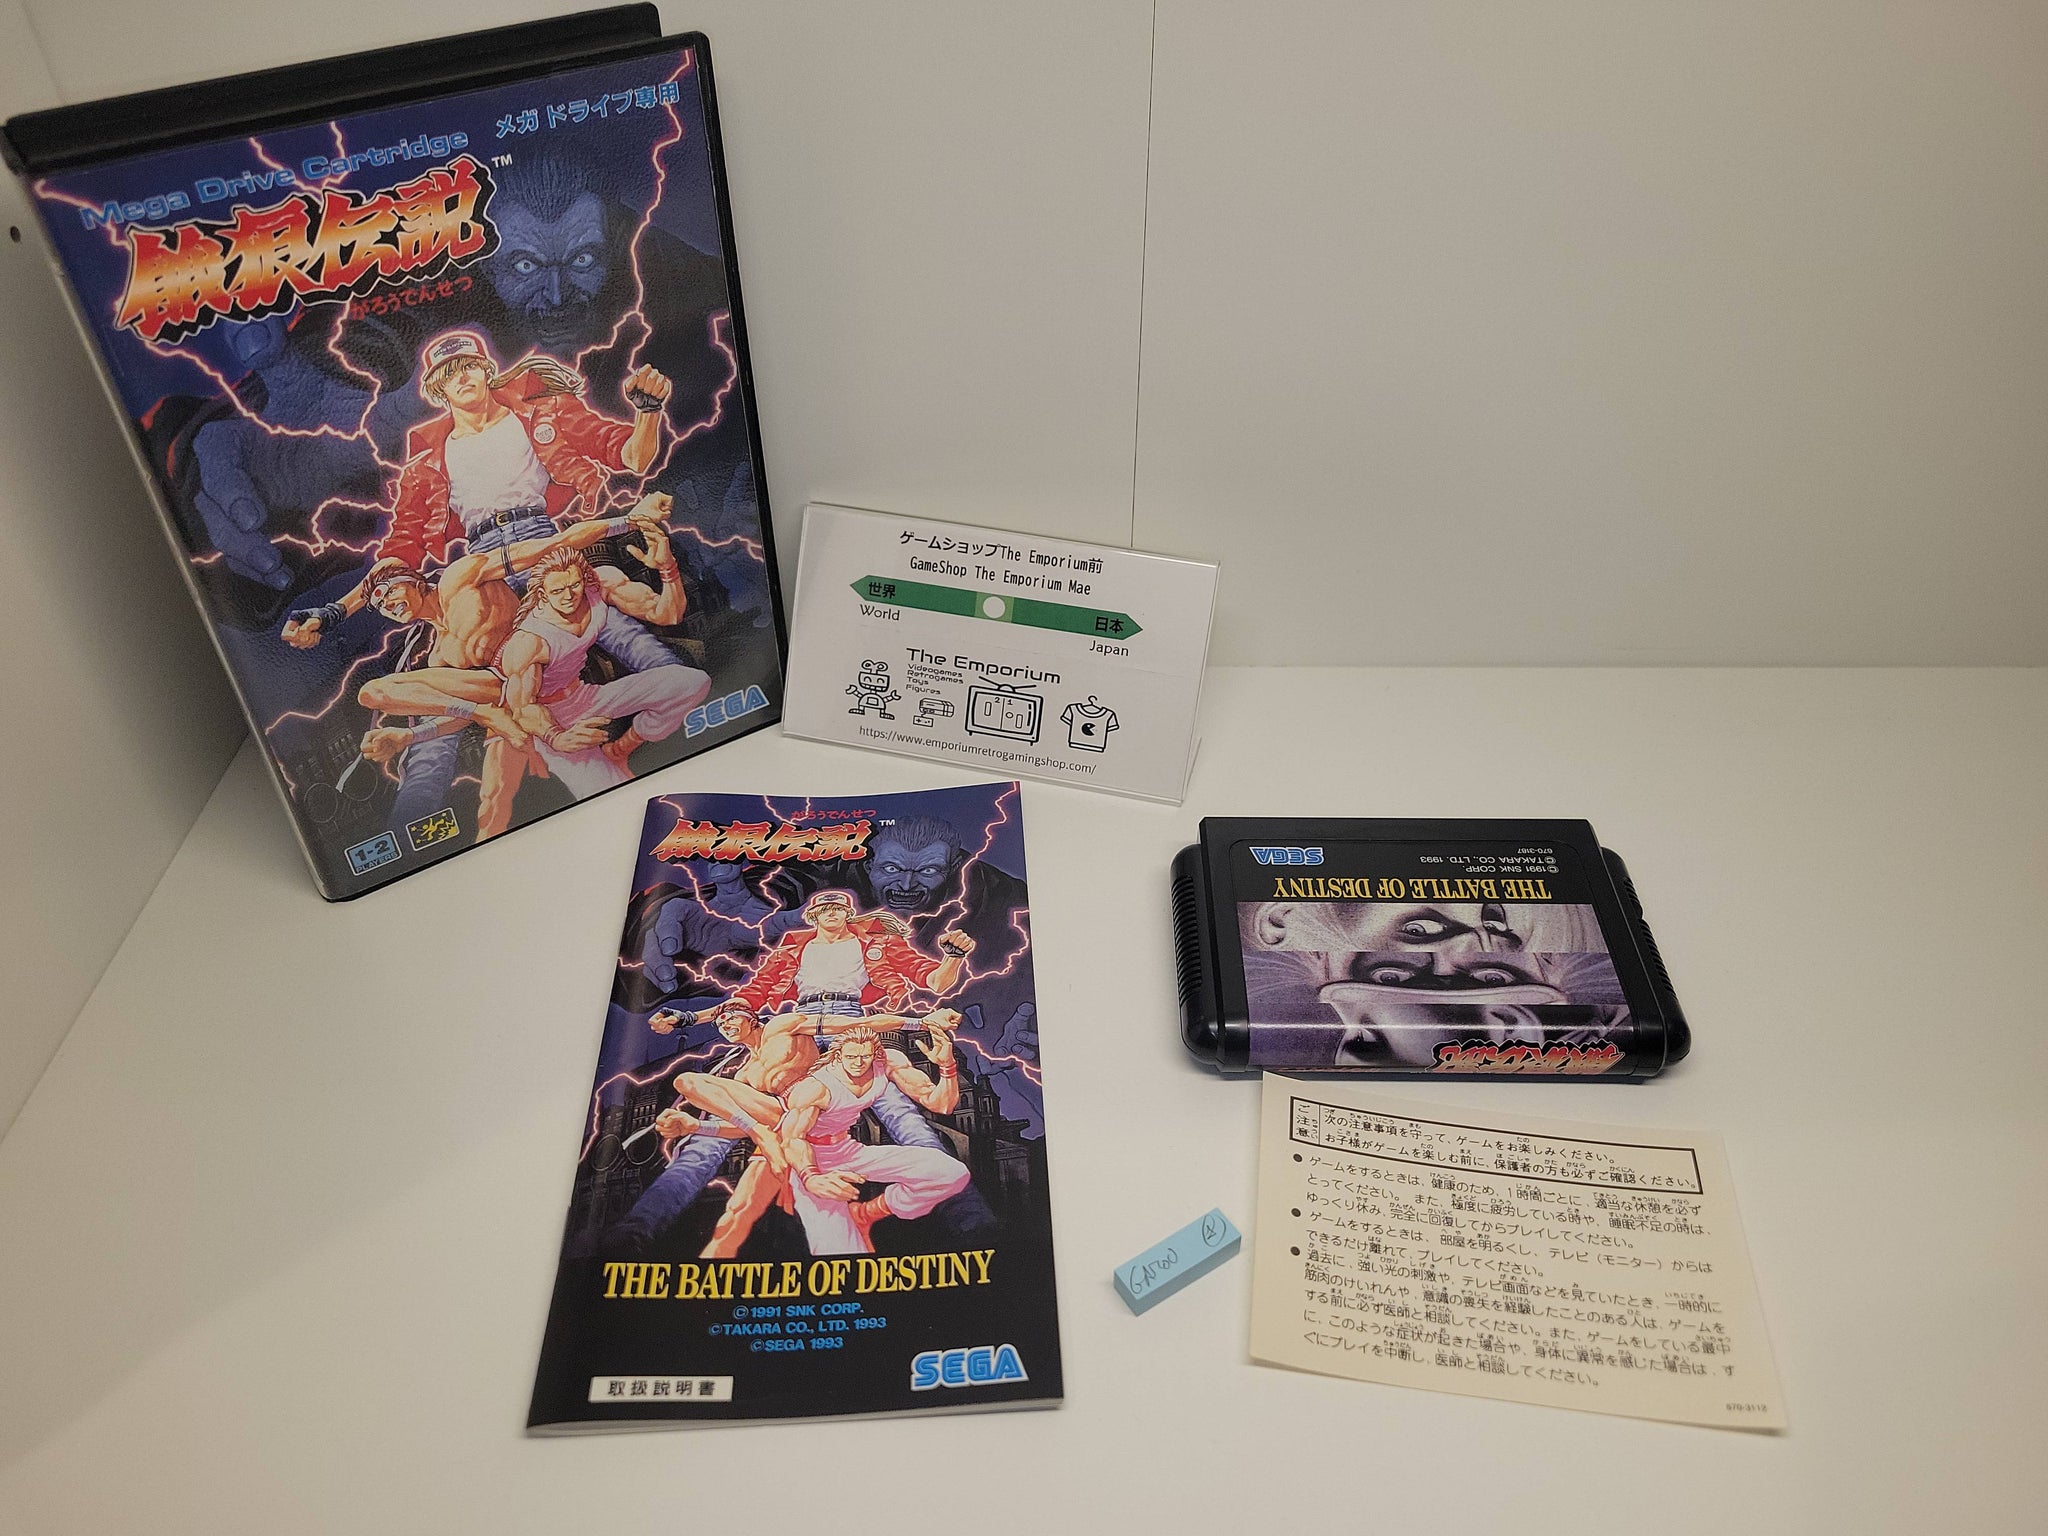 Mega Drive Cartridge
メガドライブ専用
餓狼伝説™
がろうでんせつ
SEGA
1-2
PLAYERS
ゲームショップThe Emporium前
GameShop The Emporium Mae
世界
World
日本
Japan
The Emporium
Videogames
Retrogames
Toys
Figures
2 1
https://www.emporiumretrogamingshop.com/
がろうでんせつ
餓狼伝説™
THE BATTLE OF DESTINY
©1991 SNK CORP.
©TAKARA CO., LTD. 1993
©SEGA 1993
SEGA
取扱説明書
餓狼伝説
THE BATTLE OF DESTINY
©1991 SNK CORP.
©TAKARA CO., LTD. 1993
670-3187
SEGA
ご注意
次の注意事項を守って、ゲームをお楽しみください。
お子様がゲームを楽しむ前に、保護者の方も必ずご確認ください。
●ゲームをするときは、健康のため、1時間ごとに、適当な休憩を必ず
とってください。また、極度に疲労している時や、睡眠不足の時は、
ゆっくり休み、完全に回復してからプレイしてください。
●ゲームをするときは、部屋を明るくし、テレビ(モニター)からは
できるだけ離れて、プレイしてください。
●過去に、強い光の刺激や、テレビ画面などを見ていたとき、一時的に
筋肉のけいれんや、意識の喪失を経験したことのある人は、ゲームを
する前に必ず医師と相談してください。また、ゲームをしている最中
に、このような症状が起きた場合や、身体に異常を感じた場合は、す
ぐにプレイを中断し、医師と相談してください。
670-3112